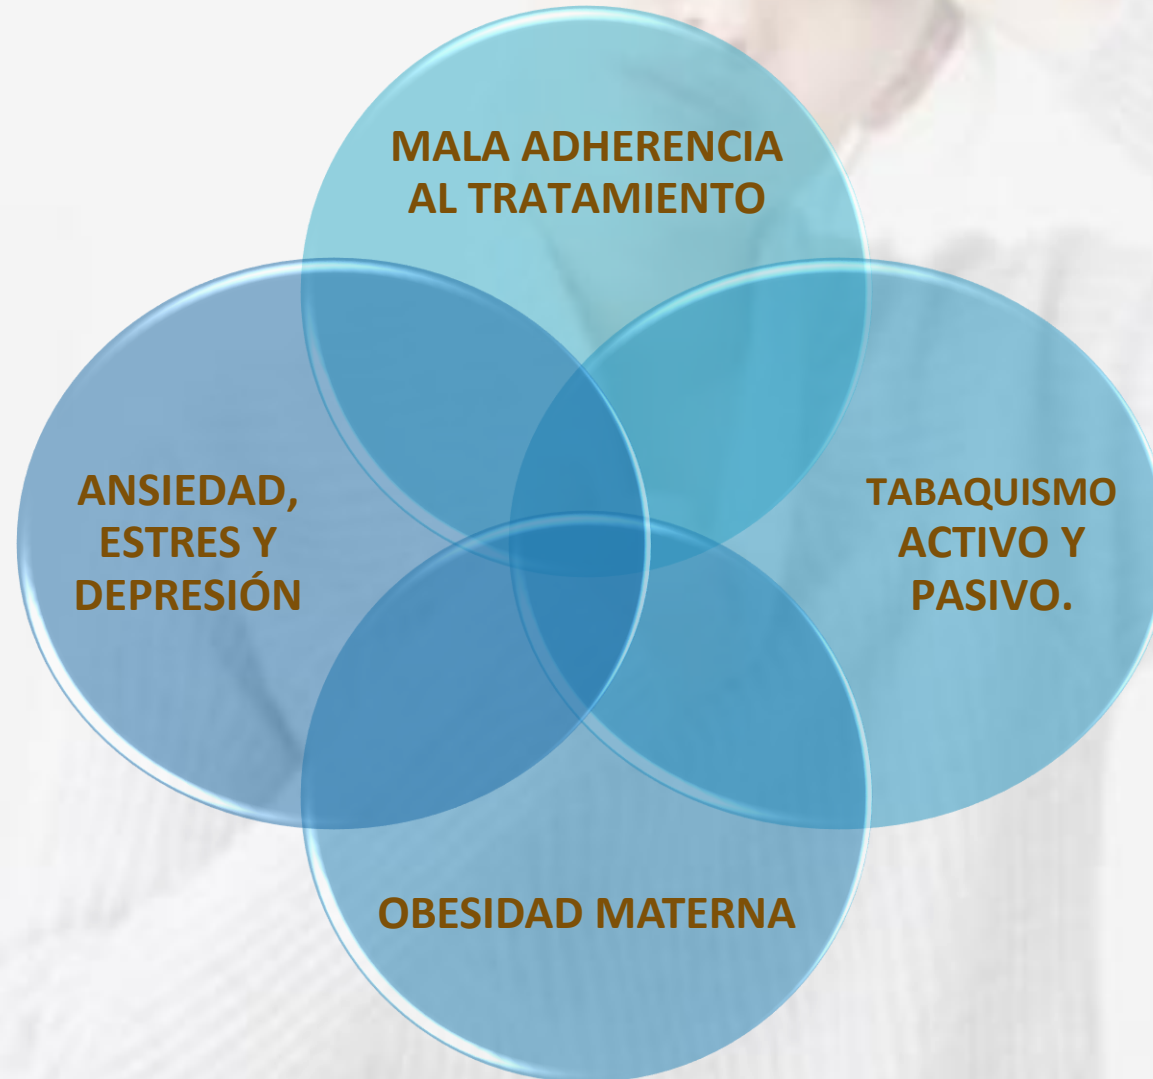 MALA ADHERENCIA
AL TRATAMIENTO
ANSIEDAD,
ESTRES Y
DEPRESIÓN
TABAQUISMO
ACTIVO Y
PASIVO.
OBESIDAD MATERNA